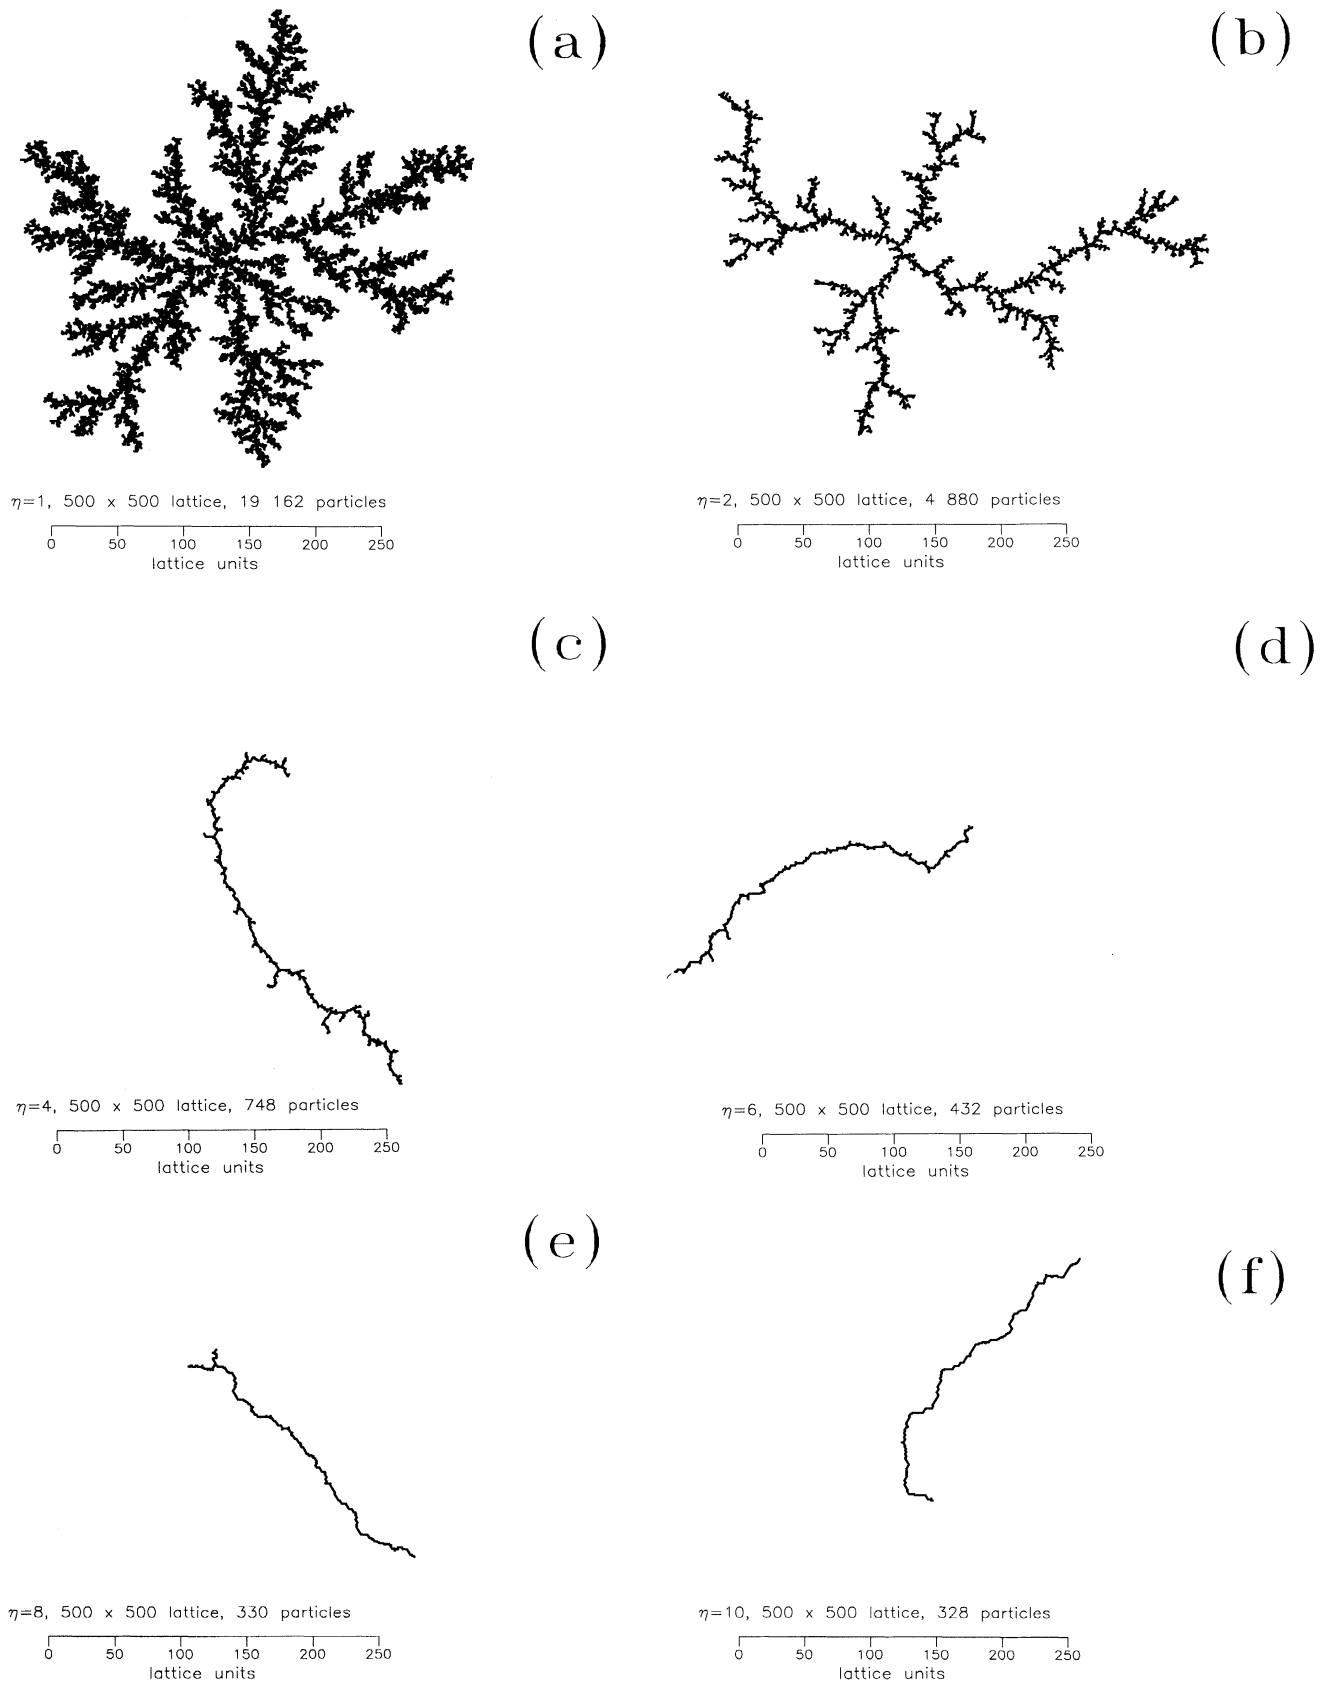 (a)
η=1, 500 x 500 lattice, 19 162 particles
0 50 100 150 200 250
lattice units
(b)
η=2, 500 x 500 lattice, 4 880 particles
0 50 100 150 200 250
lattice units
(c)
η=4, 500 x 500 lattice, 748 particles
0 50 100 150 200 250
lattice units
(d)
η=6, 500 x 500 lattice, 432 particles
0 50 100 150 200 250
lattice units
(e)
η=8, 500 x 500 lattice, 330 particles
0 50 100 150 200 250
lattice units
(f)
η=10, 500 x 500 lattice, 328 particles
0 50 100 150 200 250
lattice units